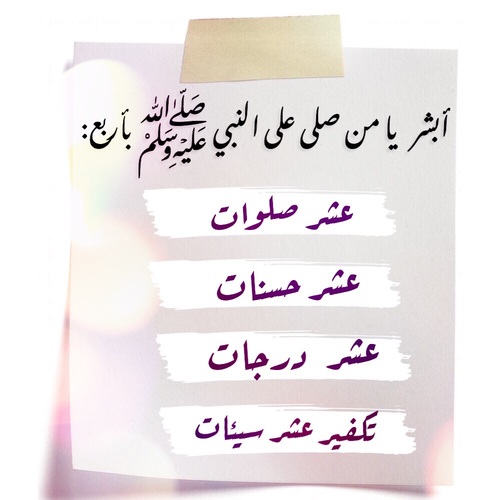 أبشر يا من صلى على النبي ﷺ بأربع:
عشر صلوات
عشر حسنات
عشر درجات
تكفير عشر سيئات